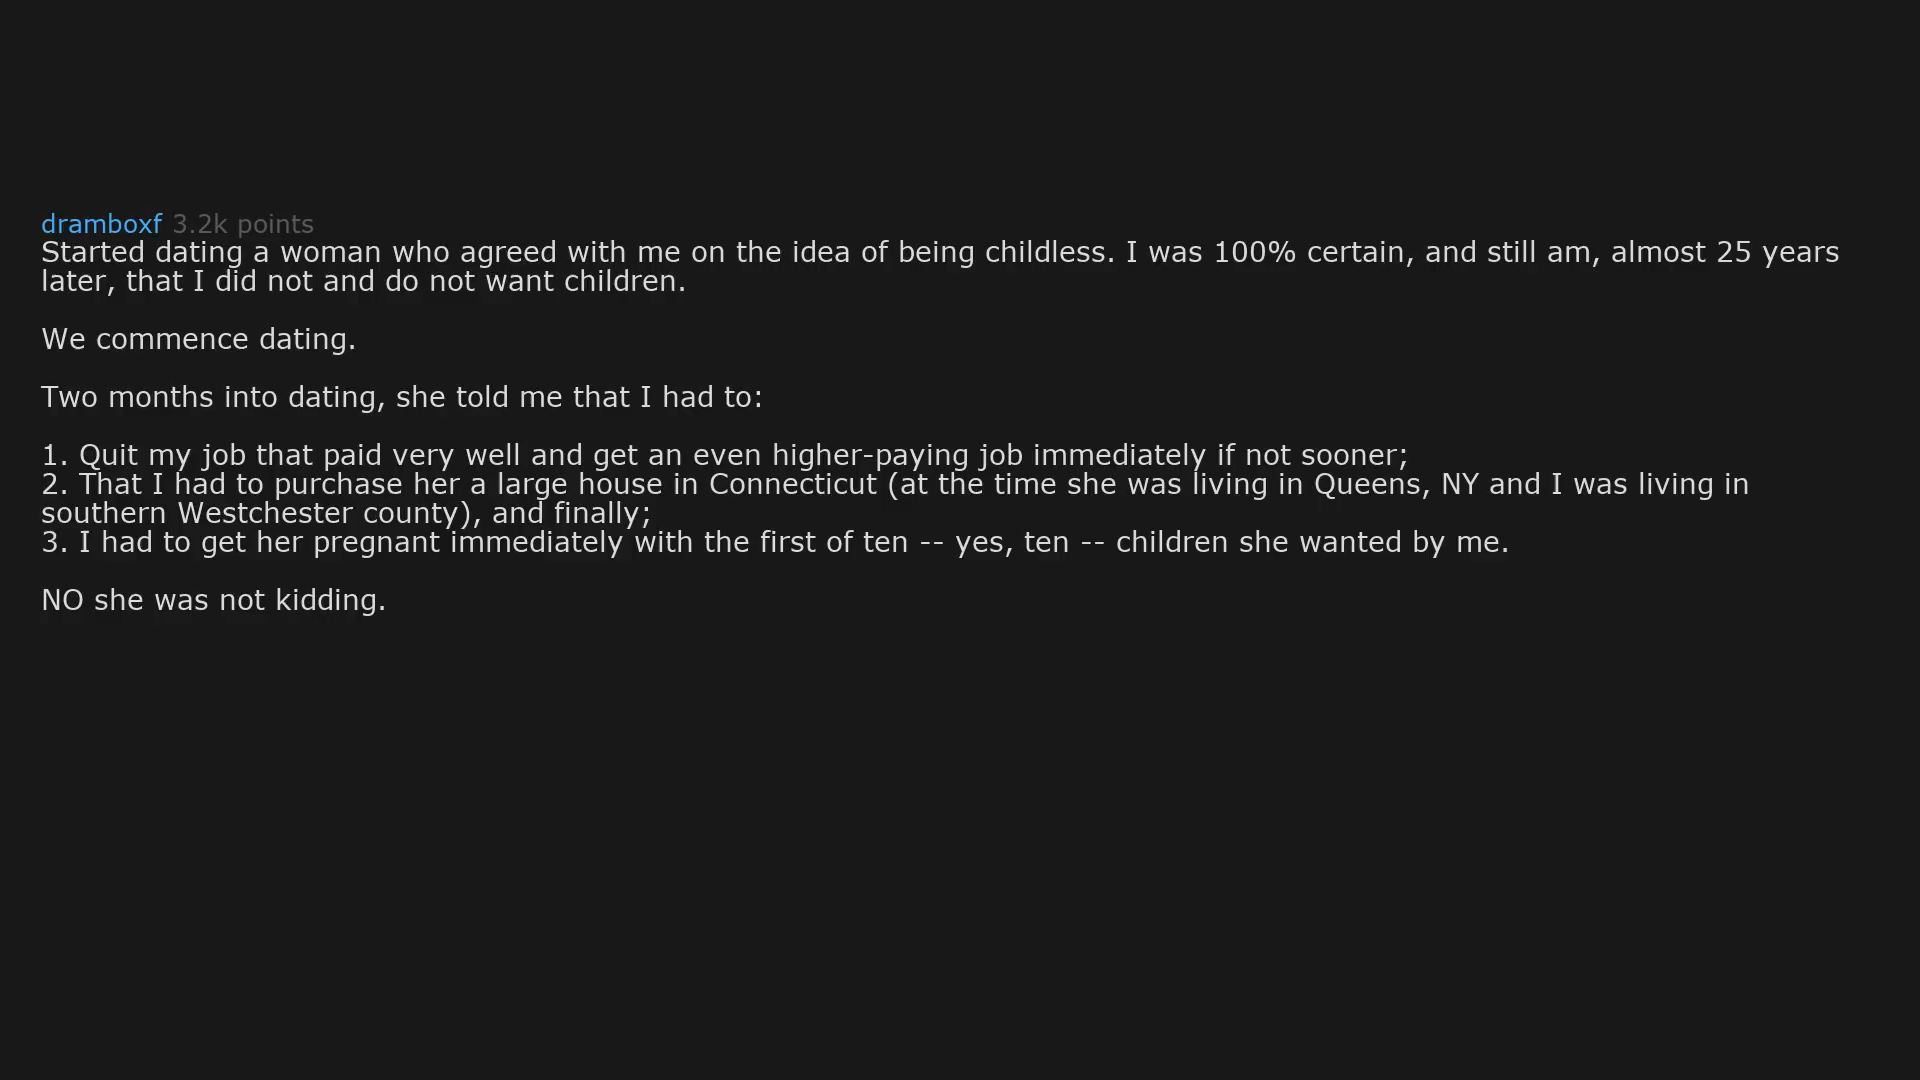 dramboxf 3.2k points
Started dating a woman who agreed with me on the idea of being childless. I was 100% certain, and still am, almost 25 years
later, that I did not and do not want children.
We commence dating.
Two months into dating, she told me that I had to:
1. Quit my job that paid very well and get an even higher-paying job immediately if not sooner;
2. That I had to purchase her a large house in Connecticut (at the time she was living in Queens, NY and I was living in
southern Westchester county), and finally;
3. I had to get her pregnant immediately with the first of ten -- yes, ten -- children she wanted by me.
NO she was not kidding.